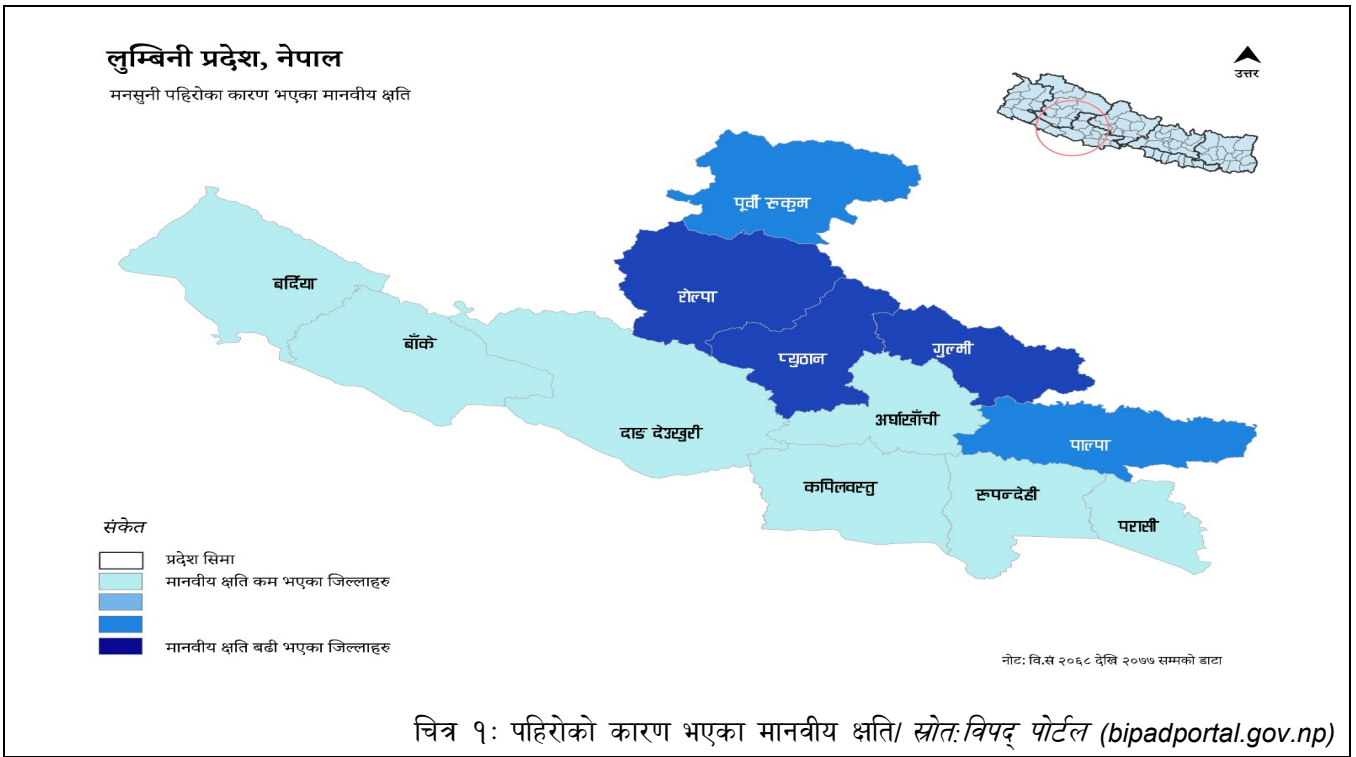 लुम्बिनी प्रदेश, नेपाल
मनसुनी पहिरोका कारण भएका मानवीय क्षति
उत्तर
पूर्वी रुकुम
रोल्पा
बर्दिया
बाँके
प्युठान
गुल्मी
दाङ देउखुरी
अर्घाखाँची
पाल्पा
कपिलवस्तु
रुपन्देही
परासी
संकेत
प्रदेश सिमा
मानवीय क्षति कम भएका जिल्लाहरु
मानवीय क्षति बढी भएका जिल्लाहरु
नोट: वि.सं २०६८ देखि २०७७ सम्मको डाटा
चित्र १: पहिरोको कारण भएका मानवीय क्षति/ स्रोत:विपद् पोर्टल (bipadportal.gov.np)